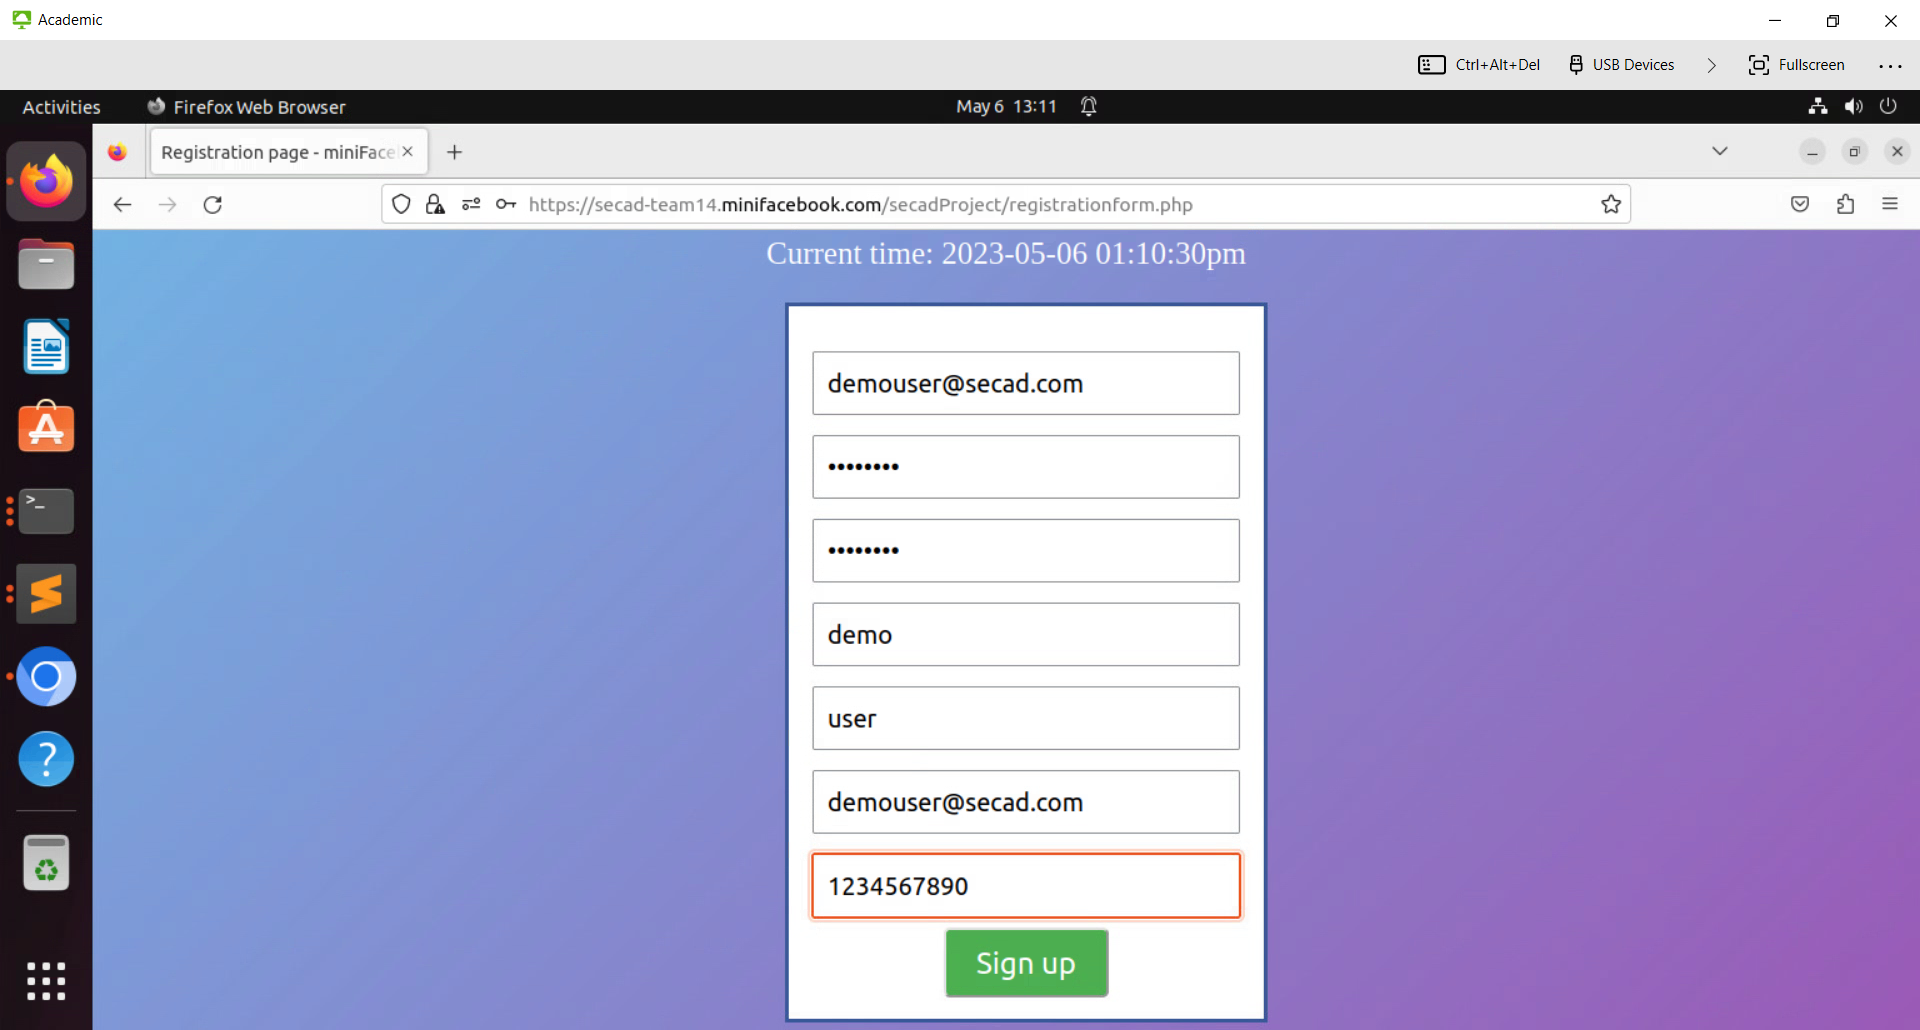 Academic
Ctrl+Alt+Del USB Devices Fullscreen
Activities Firefox Web Browser May 6 13:11
Registration page - miniFace
https://secad-team14.minifacebook.com/secadProject/registrationform.php
Current time: 2023-05-06 01:10:30pm
demouser@secad.com
••••••••
••••••••
demo
user
demouser@secad.com
1234567890
Sign up